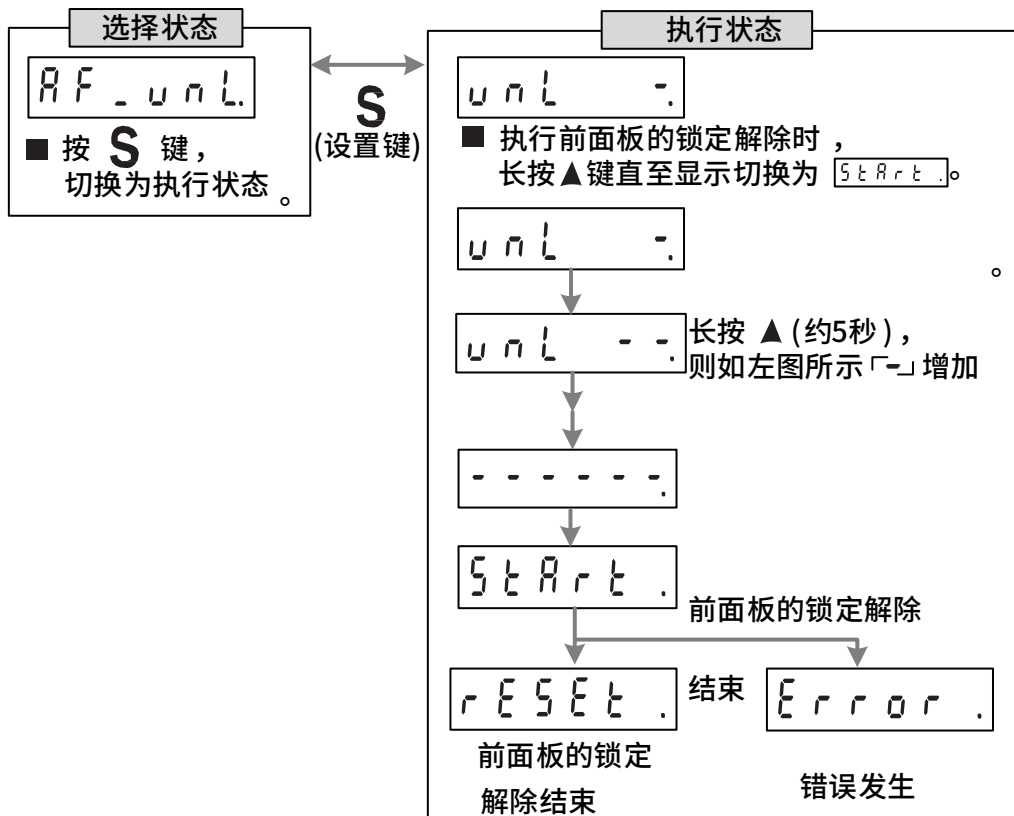 选择状态
AF_unL.
■ 按 S 键，
切换为执行状态。
S
(设置键)
执行状态
unL -.
■ 执行前面板的锁定解除时，
长按▲键直至显示切换为 StArt .。
unL -.
。
unL --.
长按 ▲ (约5秒)，
则如左图所示「-」增加
------.
StArt .
前面板的锁定解除
rESEt .
结束
Error .
前面板的锁定
解除结束
错误发生